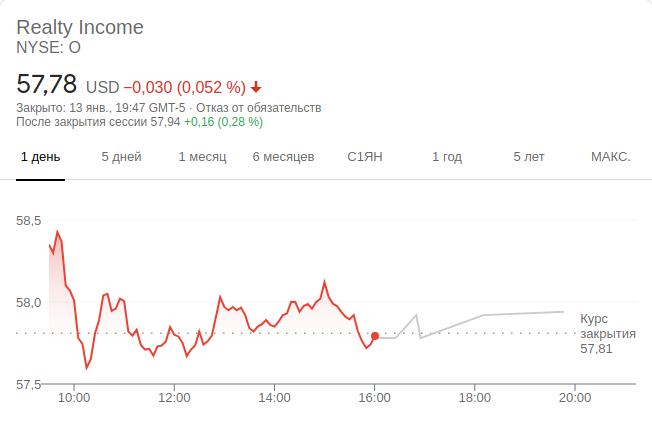 Realty Income
NYSE: O
57,78 USD −0,030 (0,052 %)
Закрыто: 13 янв., 19:47 GMT-5 · Отказ от обязательств
После закрытия сессии 57,94 +0,16 (0,28 %)
1 день 5 дней 1 месяц 6 месяцев С1ЯН 1 год 5 лет МАКС.
58,5
58,0
Курс
закрытия
57,81
57,5
10:00 12:00 14:00 16:00 18:00 20:00